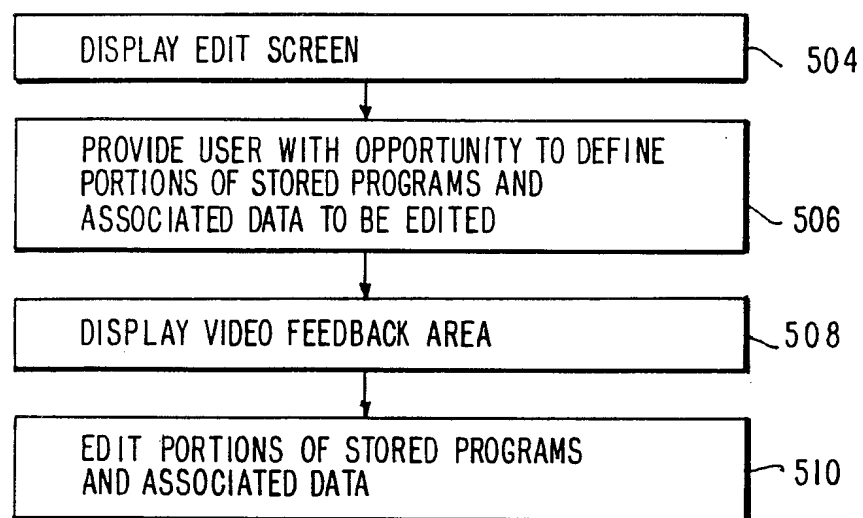 DISPLAY EDIT SCREEN
504
PROVIDE USER WITH OPPORTUNITY TO DEFINE
PORTIONS OF STORED PROGRAMS AND
ASSOCIATED DATA TO BE EDITED
506
DISPLAY VIDEO FEEDBACK AREA
508
EDIT PORTIONS OF STORED PROGRAMS
AND ASSOCIATED DATA
510